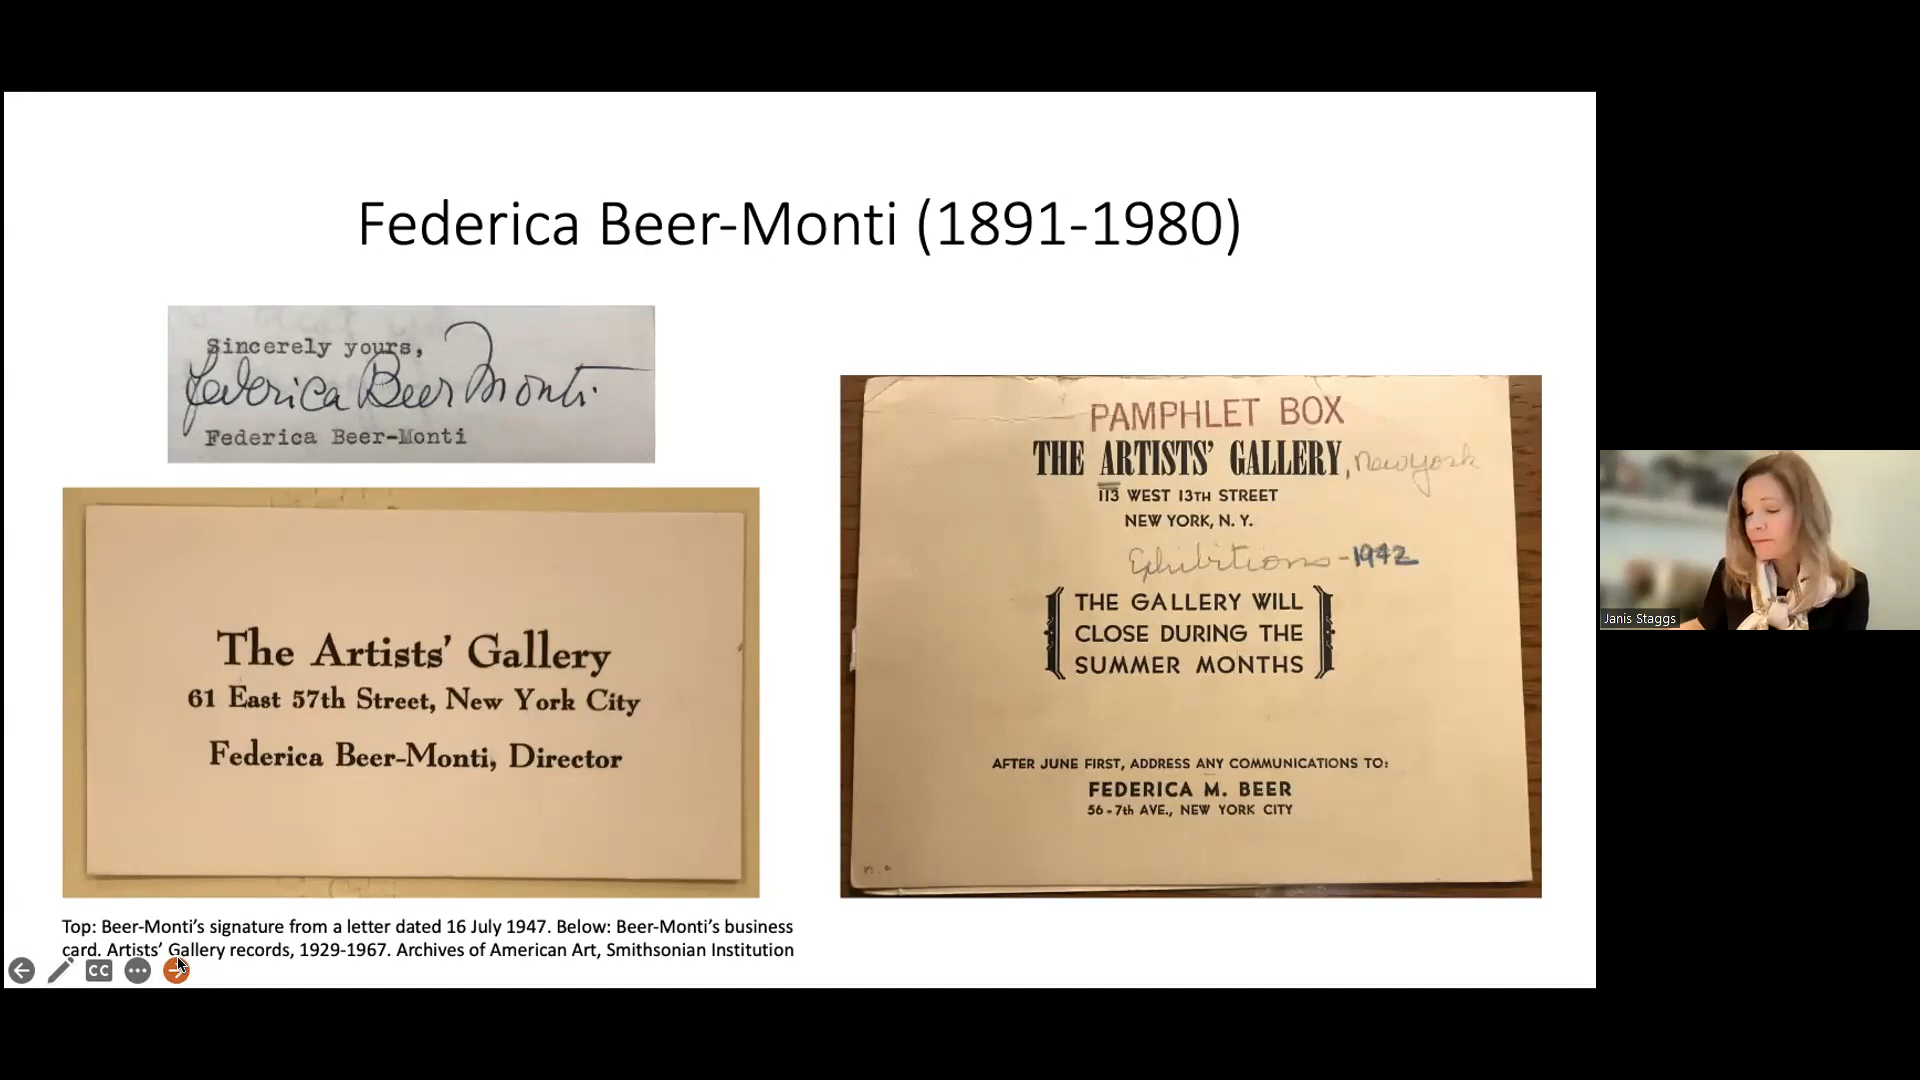 Federica Beer-Monti (1891-1980)
Sincerely yours,
Federica Beer Monti
Federica Beer-Monti
The Artists' Gallery
61 East 57th Street, New York City
Federica Beer-Monti, Director
PAMPHLET BOX
THE ARTISTS' GALLERY, New York
113 WEST 13TH STREET
NEW YORK, N. Y.
Exhibitions - 1942
THE GALLERY WILL
CLOSE DURING THE
SUMMER MONTHS
AFTER JUNE FIRST, ADDRESS ANY COMMUNICATIONS TO:
FEDERICA M. BEER
56 - 7th AVE., NEW YORK CITY
Top: Beer-Monti’s signature from a letter dated 16 July 1947. Below: Beer-Monti’s business
card. Artists’ Gallery records, 1929-1967. Archives of American Art, Smithsonian Institution
CC
Janis Staggs